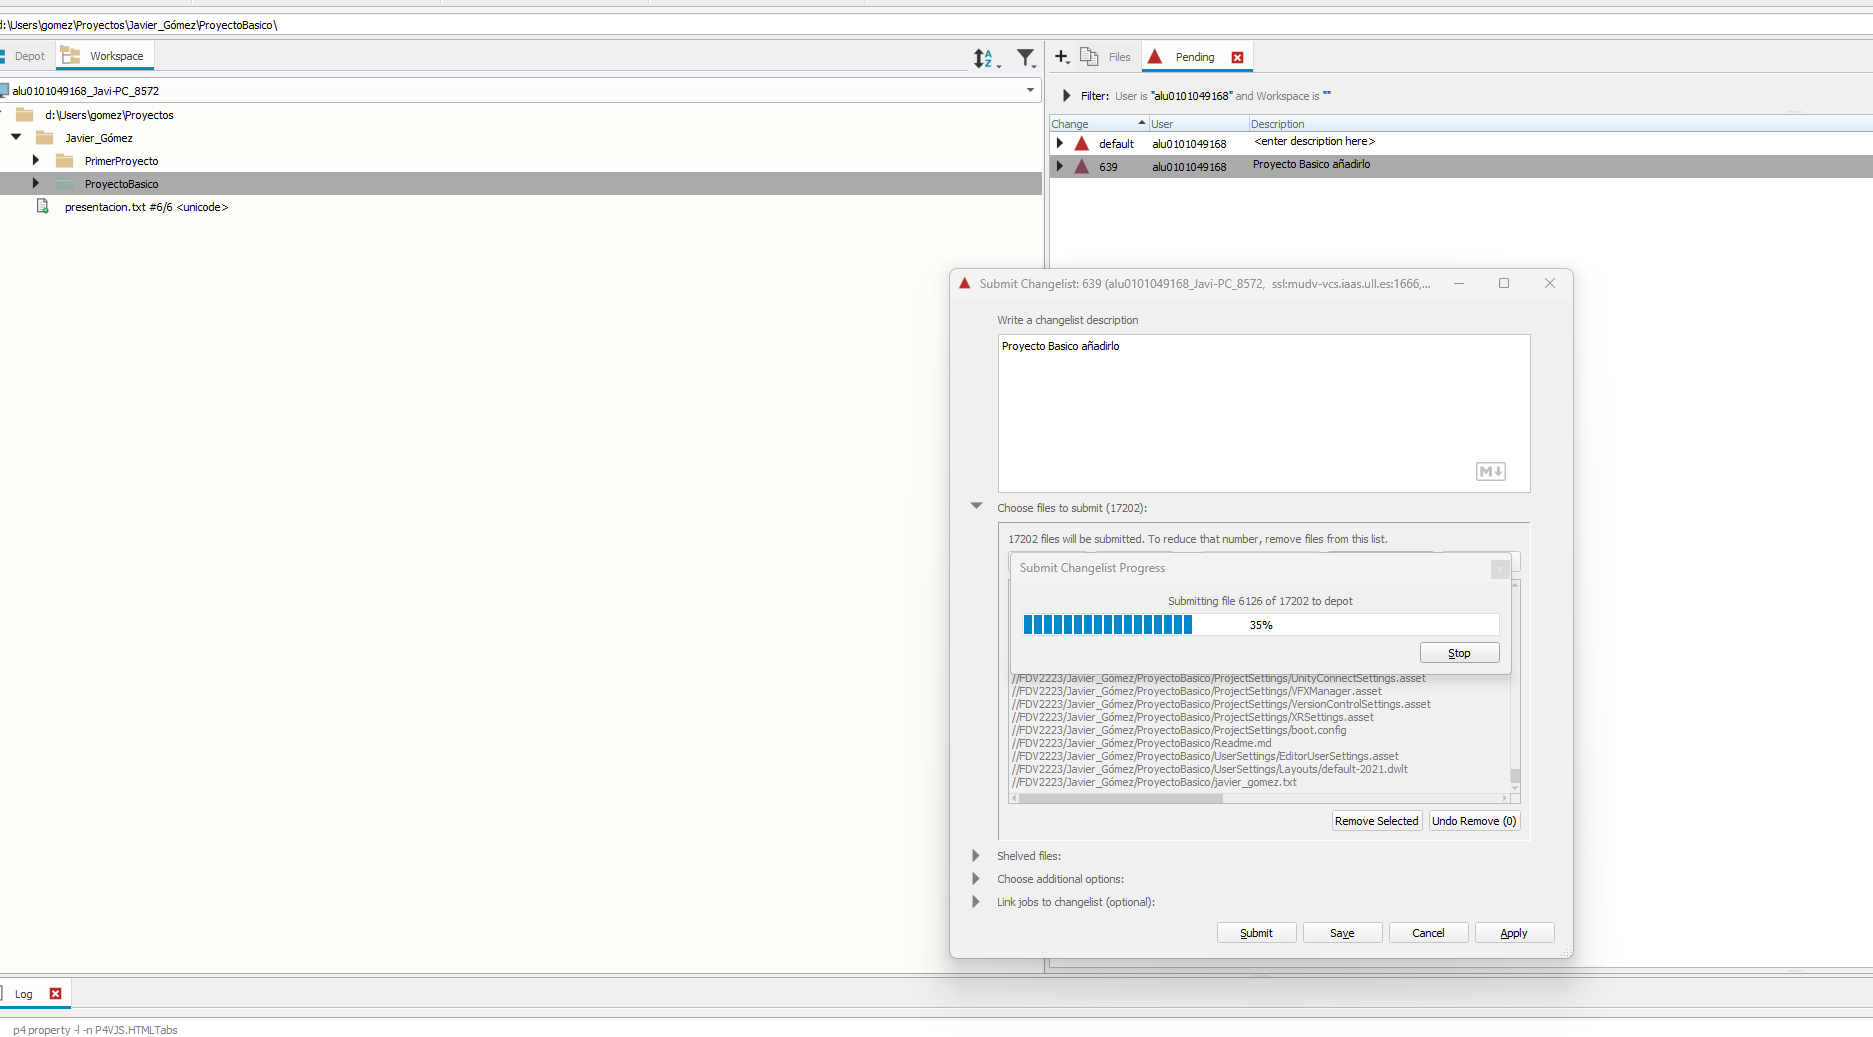 d:\Users\gomez\Proyectos\Javier_Gómez\ProyectoBasico\
Depot
Workspace
alu0101049168_Javi-PC_8572
d:\Users\gomez\Proyectos
Javier_Gómez
PrimerProyecto
ProyectoBasico
presentacion.txt #6/6 <unicode>
Files
Pending
Filter: User is "alu0101049168" and Workspace is ""
Change User Description
default alu0101049168 <enter description here>
639 alu0101049168 Proyecto Basico añadirlo
Submit Changelist: 639 (alu0101049168_Javi-PC_8572, ssl:mudv-vcs.iaas.ull.es:1666,...
Write a changelist description
Proyecto Basico añadirlo
M
Choose files to submit (17202):
17202 files will be submitted. To reduce that number, remove files from this list.
Submit Changelist Progress
Submitting file 6126 of 17202 to depot
35%
Stop
//FDV2223/Javier_Gómez/ProyectoBasico/ProjectSettings/UnityConnectSettings.asset
//FDV2223/Javier_Gómez/ProyectoBasico/ProjectSettings/VFXManager.asset
//FDV2223/Javier_Gómez/ProyectoBasico/ProjectSettings/VersionControlSettings.asset
//FDV2223/Javier_Gómez/ProyectoBasico/ProjectSettings/XRSettings.asset
//FDV2223/Javier_Gómez/ProyectoBasico/ProjectSettings/boot.config
//FDV2223/Javier_Gómez/ProyectoBasico/Readme.md
//FDV2223/Javier_Gómez/ProyectoBasico/UserSettings/EditorUserSettings.asset
//FDV2223/Javier_Gómez/ProyectoBasico/UserSettings/Layouts/default-2021.dwlt
//FDV2223/Javier_Gómez/ProyectoBasico/javier_gomez.txt
Remove Selected
Undo Remove (0)
Shelved files:
Choose additional options:
Link jobs to changelist (optional):
Submit
Save
Cancel
Apply
Log
p4 property -l -n P4VJS.HTMLTabs